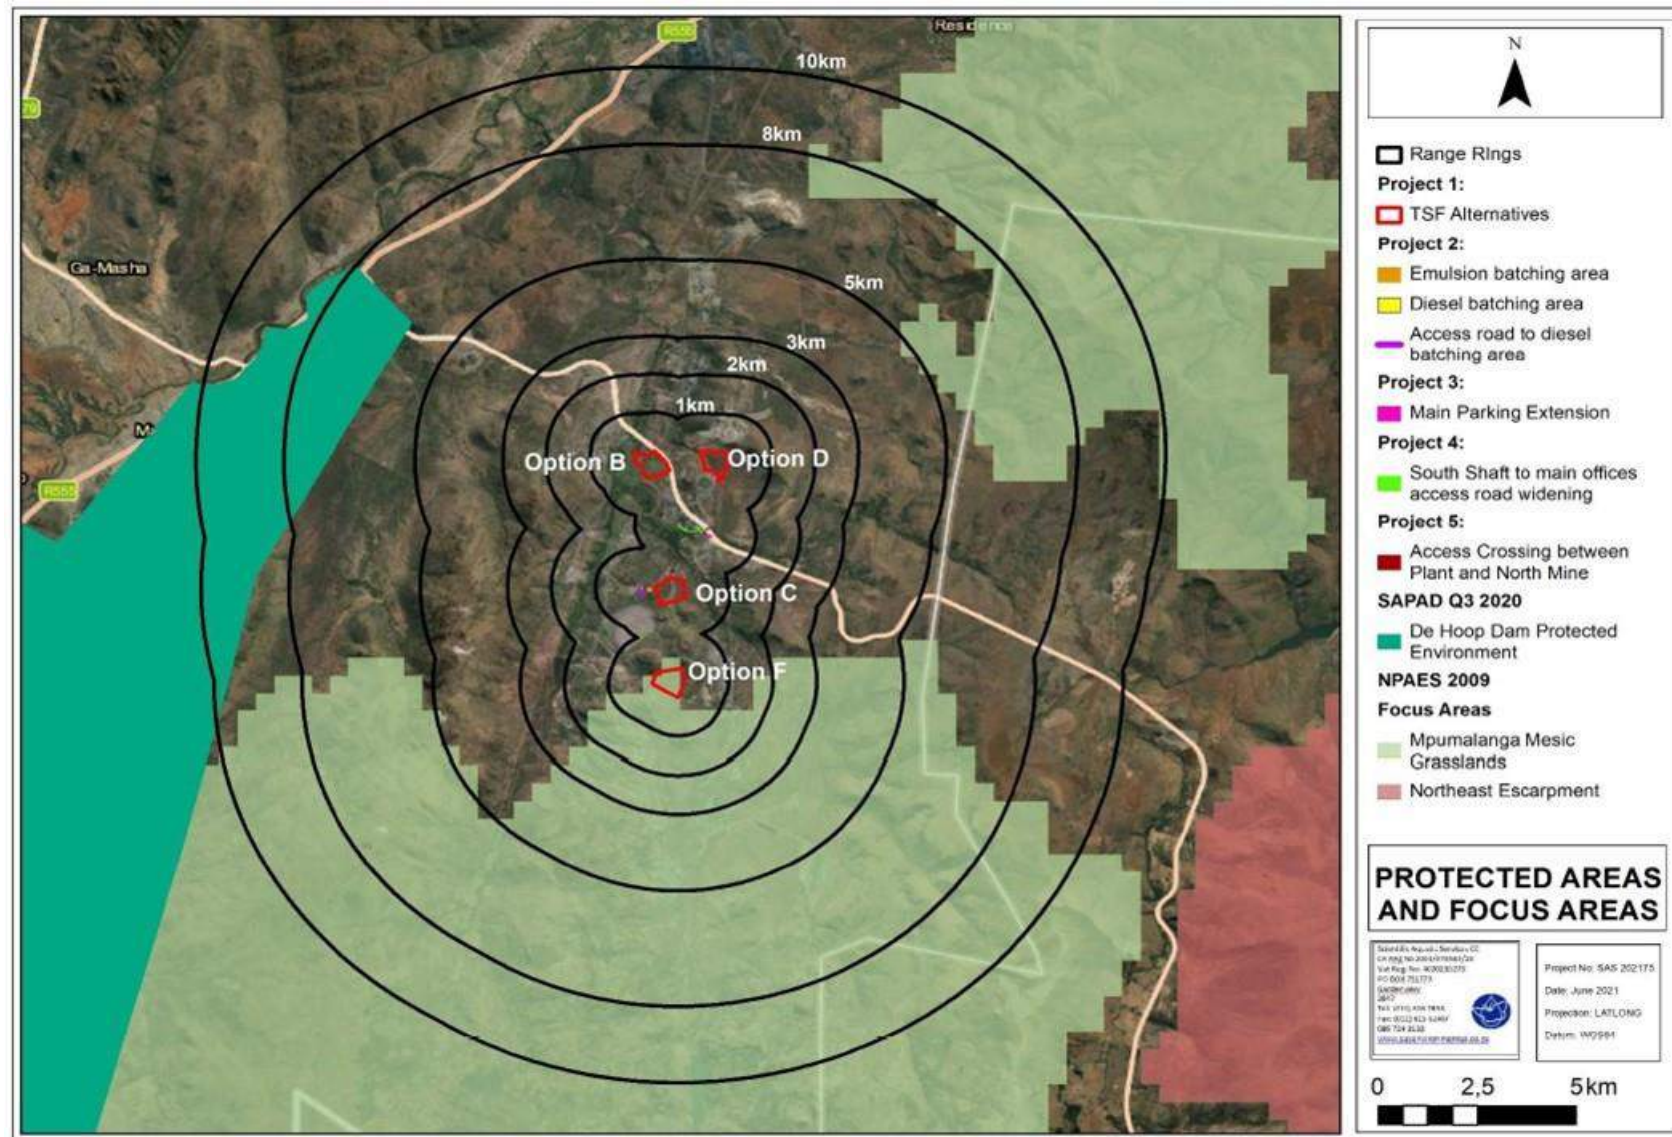 R555
Residence
10km
79
8km
Ga-Masha
5km
3km
2km
1km
Option B
Option D
R555
Option C
Option F
N
Range RIngs
Project 1:
TSF Alternatives
Project 2:
Emulsion batching area
Diesel batching area
Access road to diesel
batching area
Project 3:
Main Parking Extension
Project 4:
South Shaft to main offices
access road widening
Project 5:
Access Crossing between
Plant and North Mine
SAPAD Q3 2020
De Hoop Dam Protected
Environment
NPAES 2009
Focus Areas
Mpumalanga Mesic
Grasslands
Northeast Escarpment
PROTECTED AREAS
AND FOCUS AREAS
Project No: SAS 202175
Date: June 2021
Projection: LATLONG
Datum: WGS84
0 2,5 5km